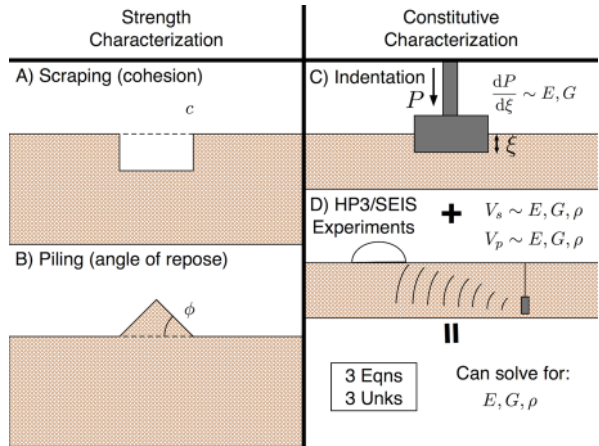 Strength
Characterization
A) Scraping (cohesion)
c
B) Piling (angle of repose)
ϕ
Constitutive
Characterization
C) Indentation
P
dP/dξ ∼ E, G
ξ
D) HP3/SEIS
Experiments
+
V_s ∼ E, G, ρ
V_p ∼ E, G, ρ
=
3 Eqns
3 Unks
Can solve for:
E, G, ρ